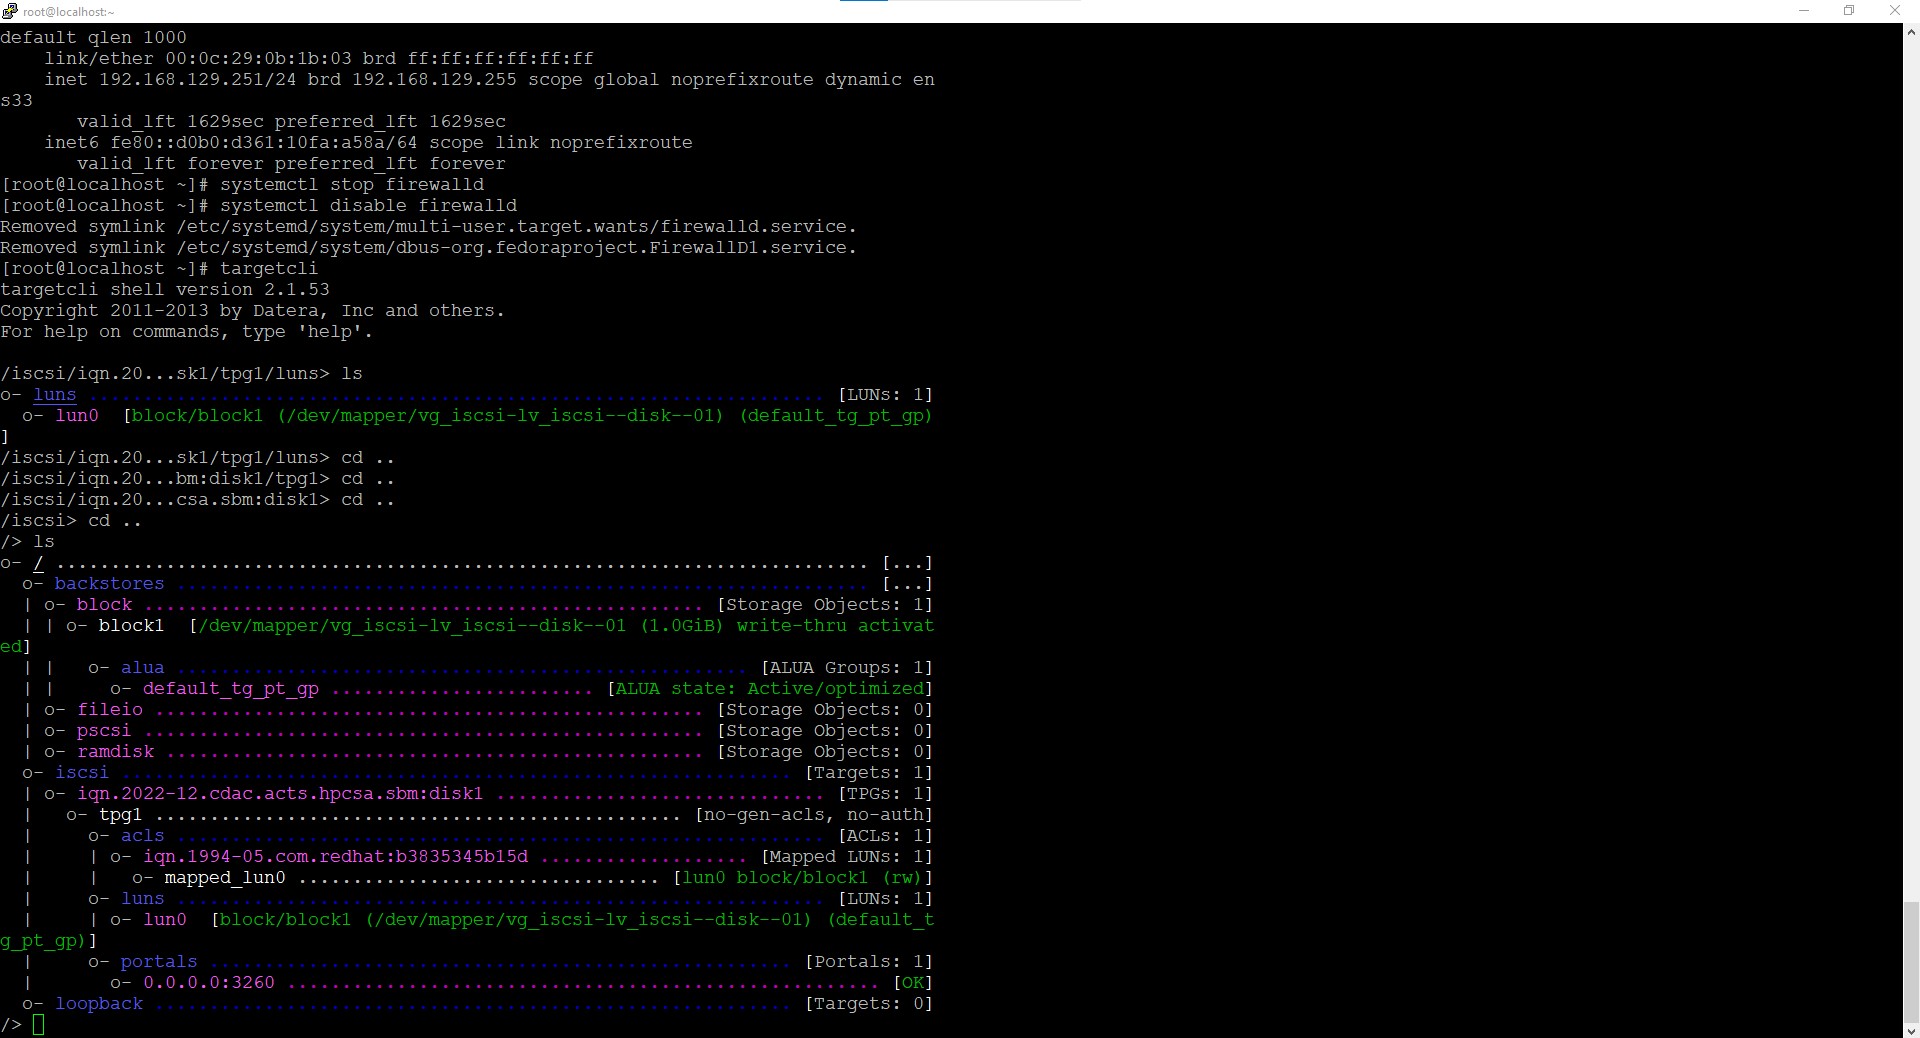 root@localhost:~
default qlen 1000
    link/ether 00:0c:29:0b:1b:03 brd ff:ff:ff:ff:ff:ff
    inet 192.168.129.251/24 brd 192.168.129.255 scope global noprefixroute dynamic en
s33
       valid_lft 1629sec preferred_lft 1629sec
    inet6 fe80::d0b0:d361:10fa:a58a/64 scope link noprefixroute
       valid_lft forever preferred_lft forever
[root@localhost ~]# systemctl stop firewalld
[root@localhost ~]# systemctl disable firewalld
Removed symlink /etc/systemd/system/multi-user.target.wants/firewalld.service.
Removed symlink /etc/systemd/system/dbus-org.fedoraproject.FirewallD1.service.
[root@localhost ~]# targetcli
targetcli shell version 2.1.53
Copyright 2011-2013 by Datera, Inc and others.
For help on commands, type 'help'.

/iscsi/iqn.20...sk1/tpg1/luns> ls
o- luns ................................................................... [LUNs: 1]
  o- lun0  [block/block1 (/dev/mapper/vg_iscsi-lv_iscsi--disk--01) (default_tg_pt_gp)
]
/iscsi/iqn.20...sk1/tpg1/luns> cd ..
/iscsi/iqn.20...bm:disk1/tpg1> cd ..
/iscsi/iqn.20...csa.sbm:disk1> cd ..
/iscsi> cd ..
/> ls
o- / .......................................................................... [...]
  o- backstores ............................................................... [...]
  | o- block ................................................... [Storage Objects: 1]
  | | o- block1  [/dev/mapper/vg_iscsi-lv_iscsi--disk--01 (1.0GiB) write-thru activat
ed]
  | |   o- alua .................................................... [ALUA Groups: 1]
  | |     o- default_tg_pt_gp ........................ [ALUA state: Active/optimized]
  | o- fileio .................................................. [Storage Objects: 0]
  | o- pscsi ................................................... [Storage Objects: 0]
  | o- ramdisk ................................................. [Storage Objects: 0]
  o- iscsi ............................................................. [Targets: 1]
  | o- iqn.2022-12.cdac.acts.hpcsa.sbm:disk1 .............................. [TPGs: 1]
  |   o- tpg1 ................................................ [no-gen-acls, no-auth]
  |     o- acls ........................................................... [ACLs: 1]
  |     | o- iqn.1994-05.com.redhat:b3835345b15d ................... [Mapped LUNs: 1]
  |     |   o- mapped_lun0 ................................. [lun0 block/block1 (rw)]
  |     o- luns ........................................................... [LUNs: 1]
  |     | o- lun0  [block/block1 (/dev/mapper/vg_iscsi-lv_iscsi--disk--01) (default_t
g_pt_gp)]
  |     o- portals ..................................................... [Portals: 1]
  |       o- 0.0.0.0:3260 ...................................................... [OK]
  o- loopback .......................................................... [Targets: 0]
/>